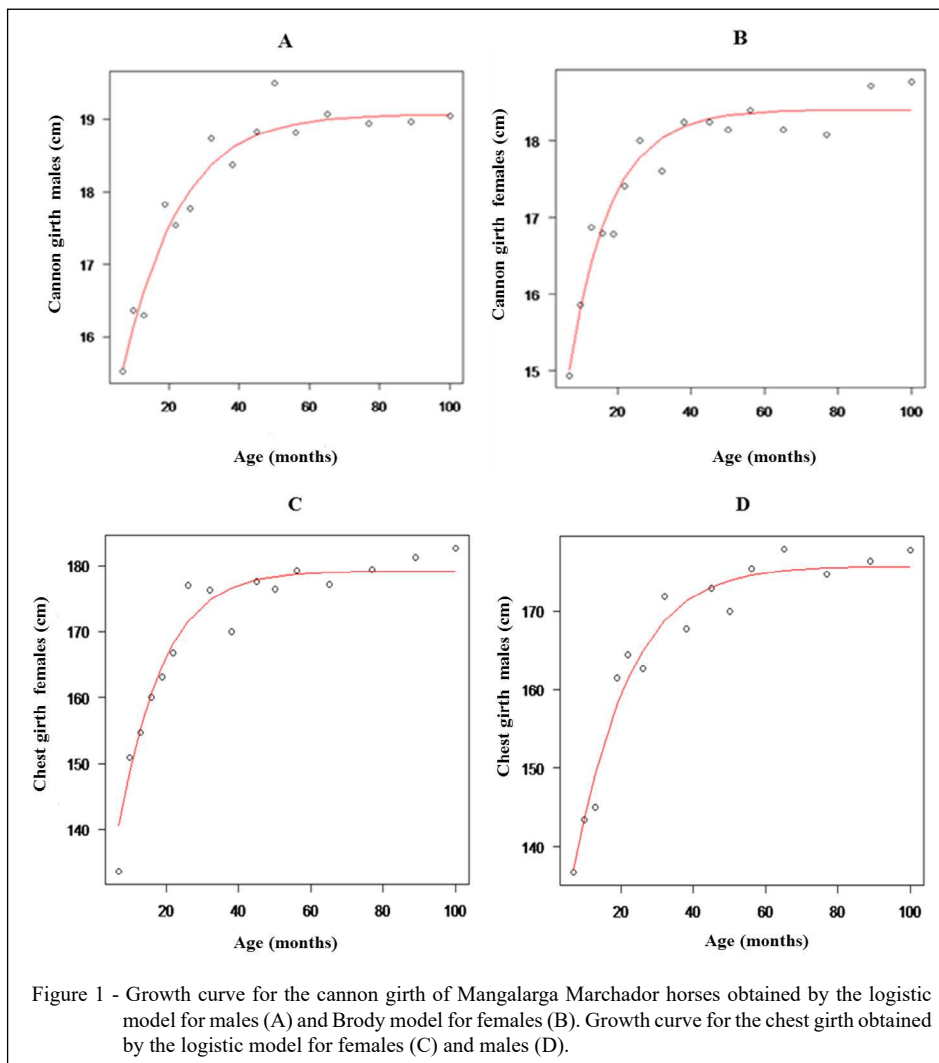 A
Cannon girth males (cm)
19
18
17
16
20 40 60 80 100
Age (months)
B
Cannon girth females (cm)
18
17
16
15
20 40 60 80 100
Age (months)
C
Chest girth females (cm)
180
170
160
150
140
20 40 60 80 100
Age (months)
D
Chest girth males (cm)
170
160
150
140
20 40 60 80 100
Age (months)
Figure 1 - Growth curve for the cannon girth of Mangalarga Marchador horses obtained by the logistic
model for males (A) and Brody model for females (B). Growth curve for the chest girth obtained
by the logistic model for females (C) and males (D).